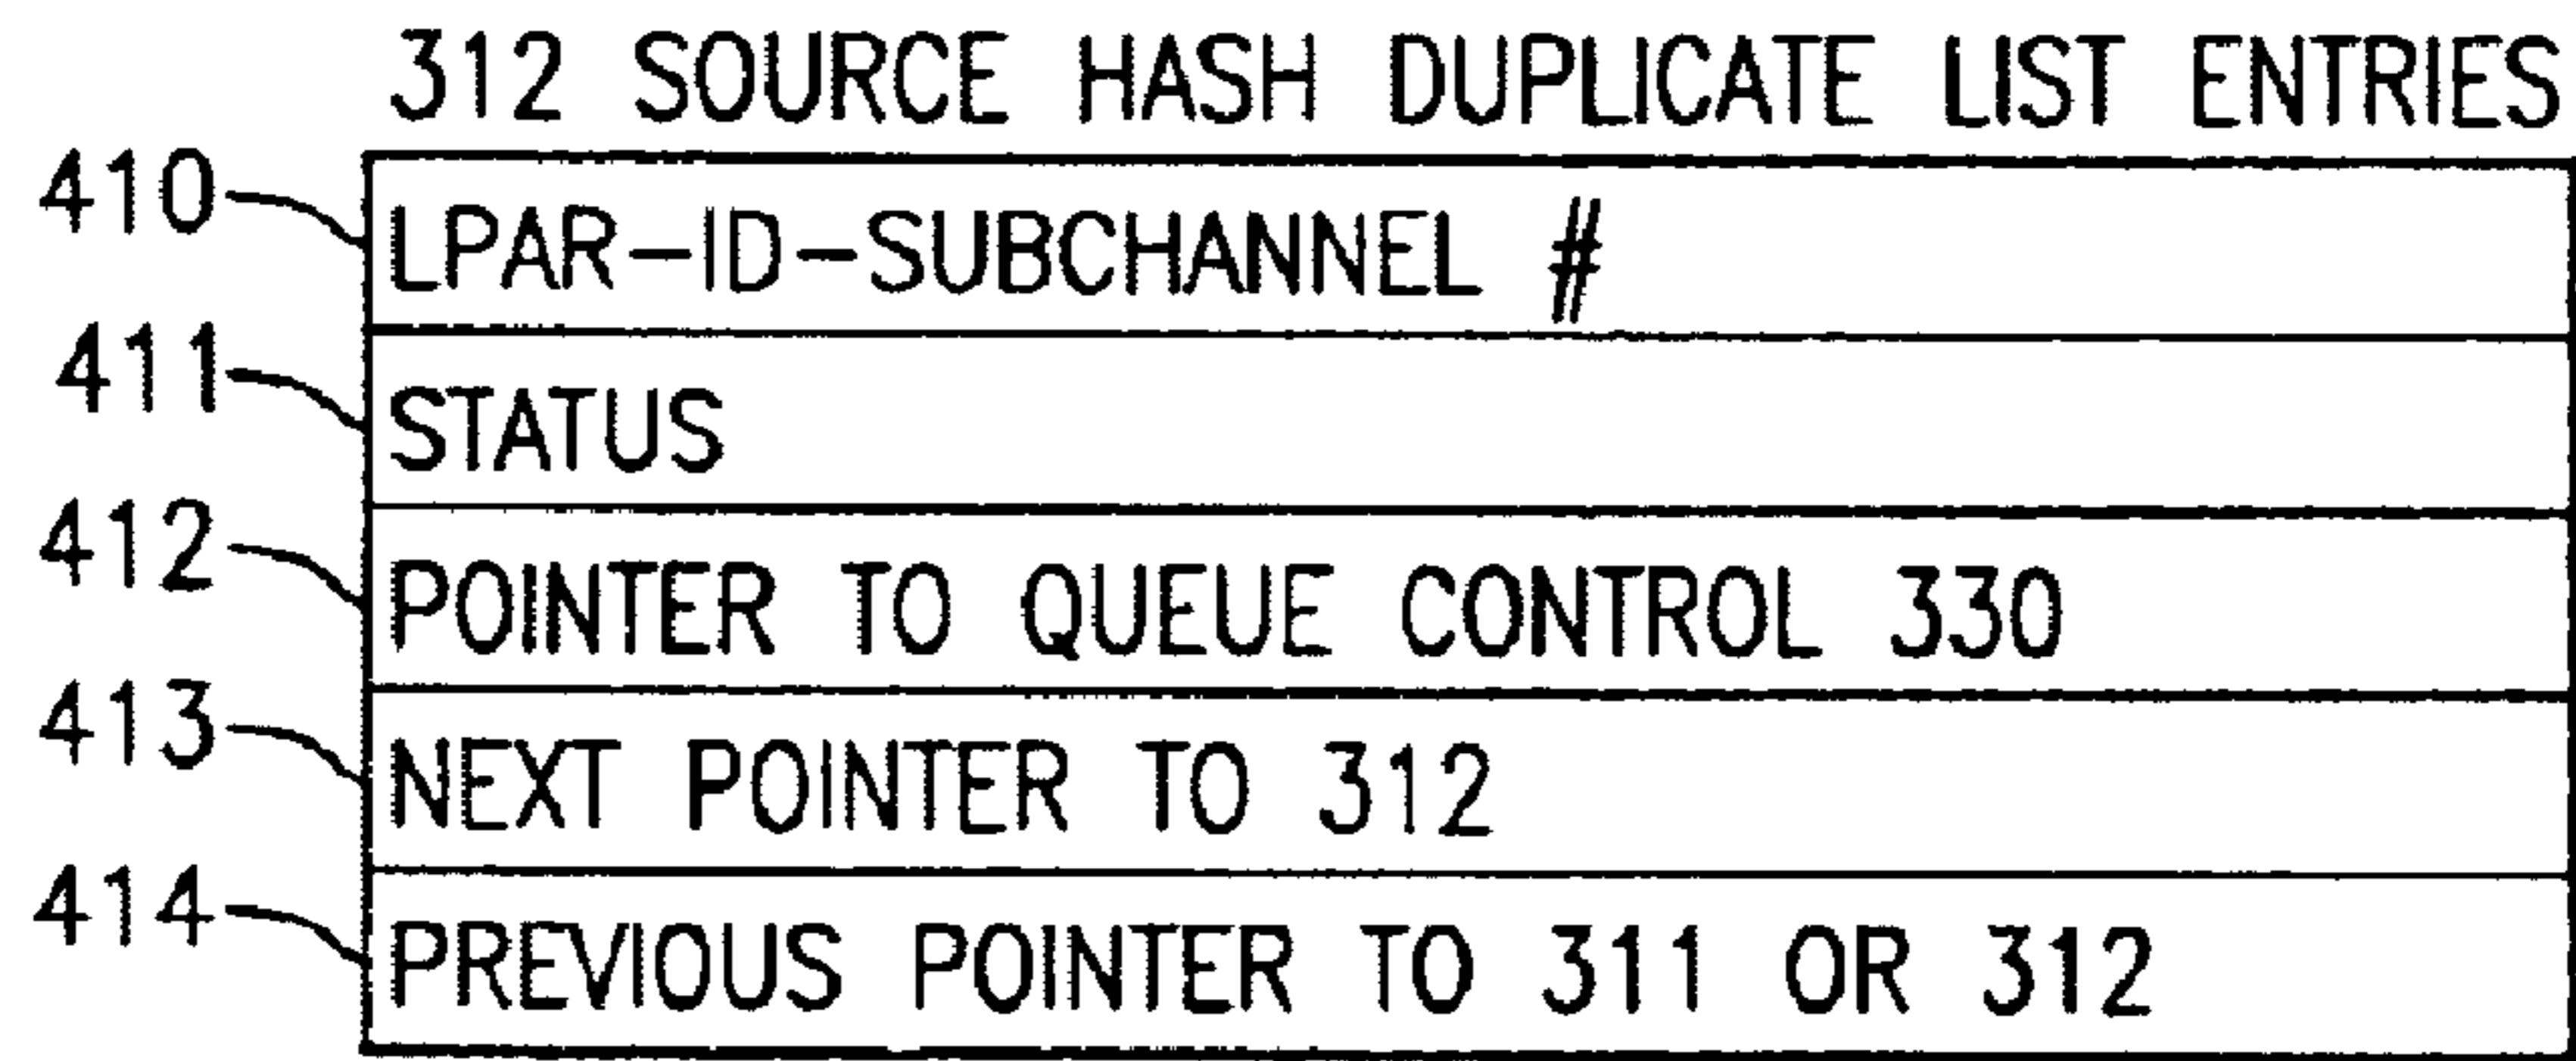 312 SOURCE HASH DUPLICATE LIST ENTRIES
410 LPAR-ID-SUBCHANNEL #
411 STATUS
412 POINTER TO QUEUE CONTROL 330
413 NEXT POINTER TO 312
414 PREVIOUS POINTER TO 311 OR 312